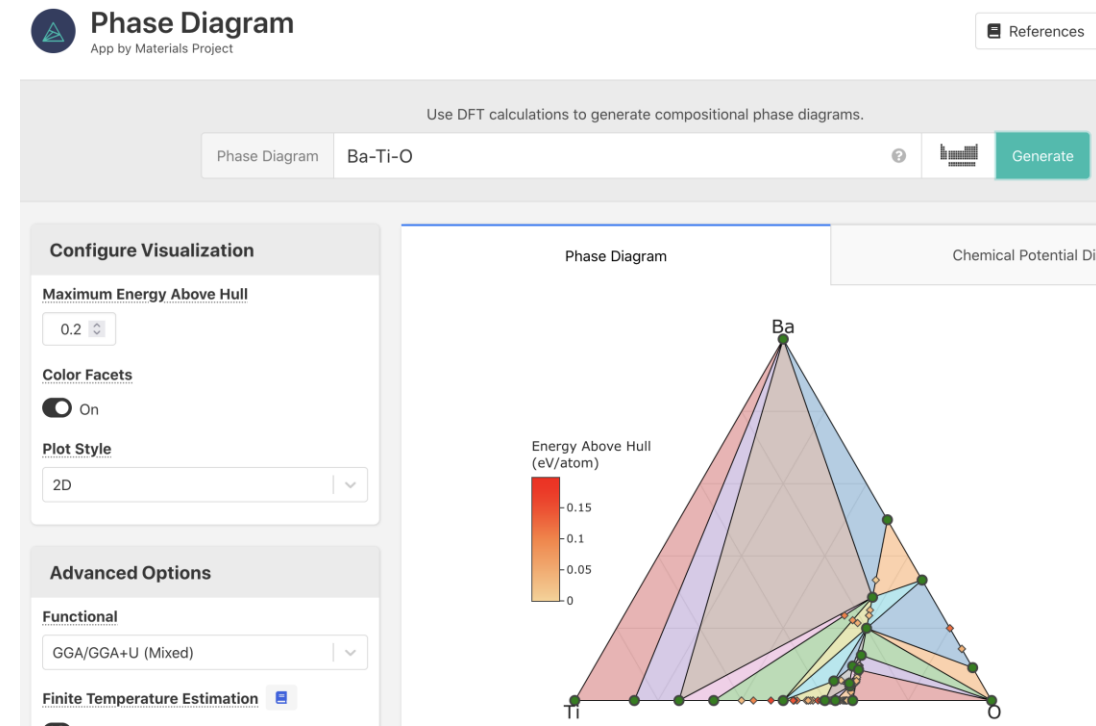 Phase Diagram
App by Materials Project
References
Use DFT calculations to generate compositional phase diagrams.
Phase Diagram
Ba-Ti-O
Generate
Configure Visualization
Maximum Energy Above Hull
0.2
Color Facets
On
Plot Style
2D
Advanced Options
Functional
GGA/GGA+U (Mixed)
Finite Temperature Estimation
Phase Diagram
Chemical Potential Di
Ba
Energy Above Hull
(eV/atom)
0.15
0.1
0.05
0
Ti
O